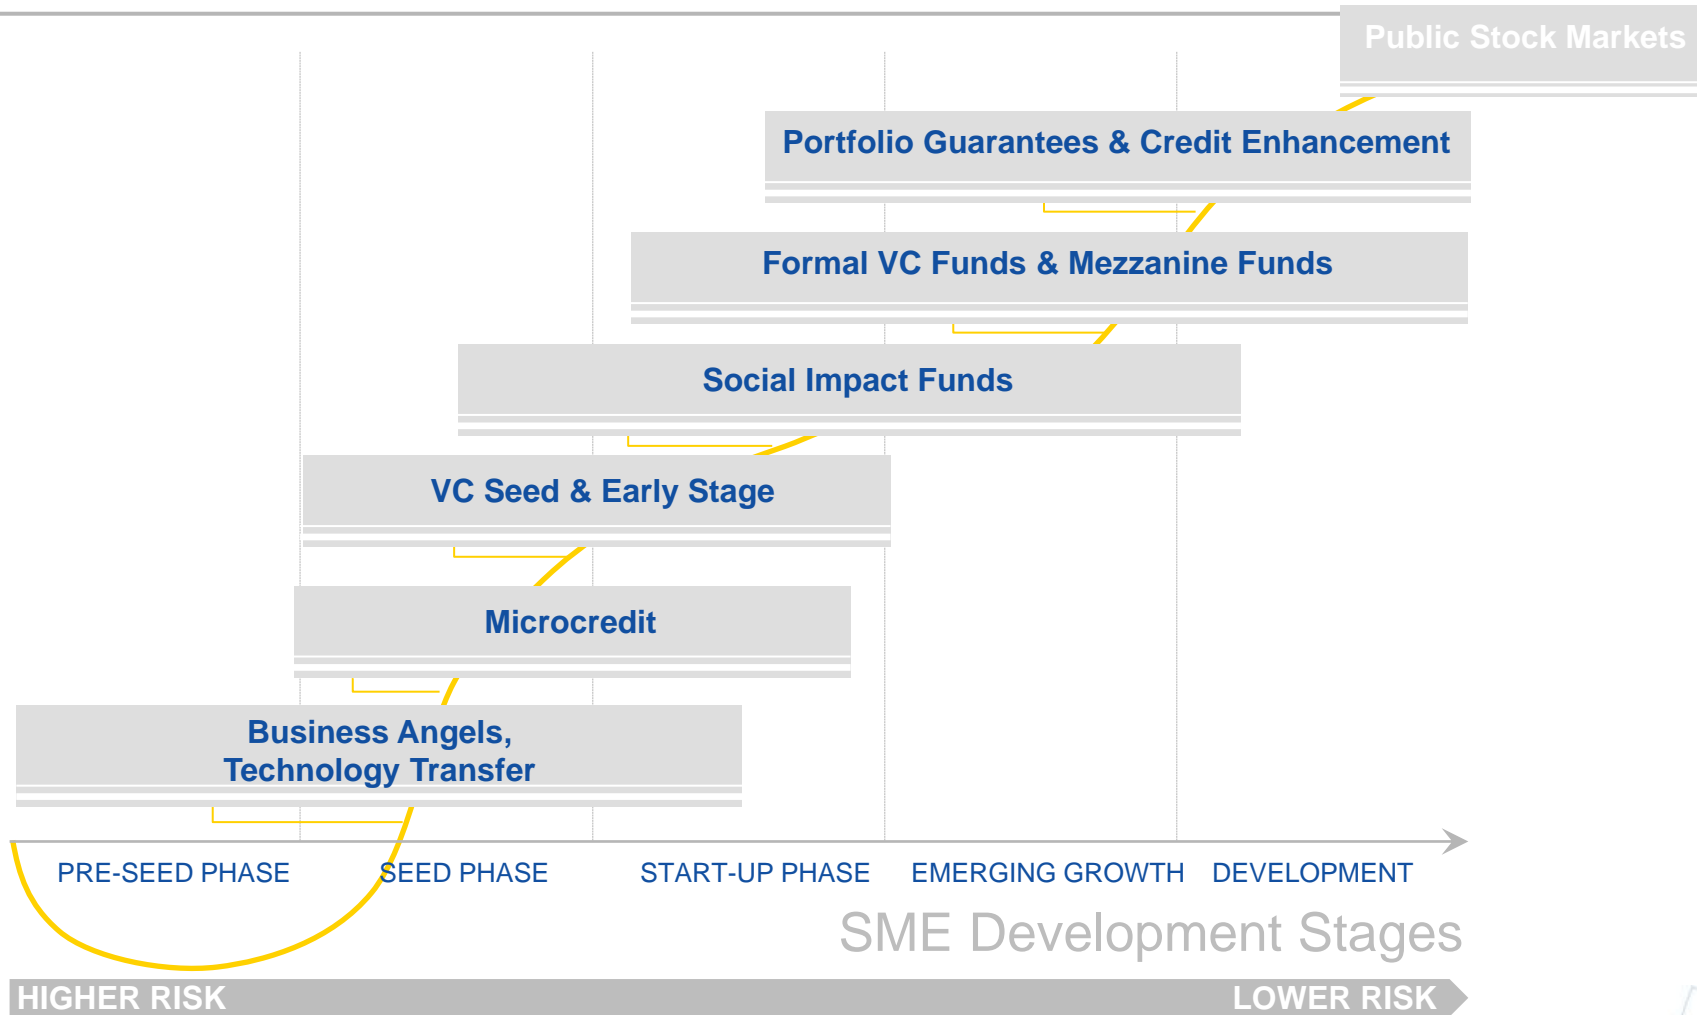 Public Stock Markets
Portfolio Guarantees & Credit Enhancement
Formal VC Funds & Mezzanine Funds
Social Impact Funds
VC Seed & Early Stage
Microcredit
Business Angels,
Technology Transfer
PRE-SEED PHASE
SEED PHASE
START-UP PHASE
EMERGING GROWTH
DEVELOPMENT
SME Development Stages
HIGHER RISK
LOWER RISK